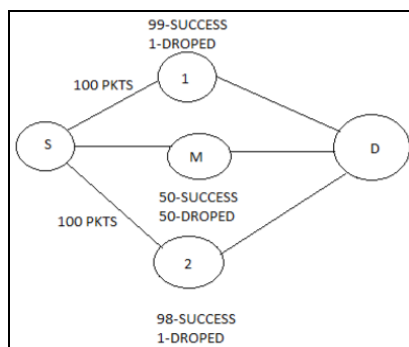 99-SUCCESS
1-DROPED
100 PKTS
1
S
M
D
50-SUCCESS
50-DROPED
100 PKTS
2
98-SUCCESS
1-DROPED